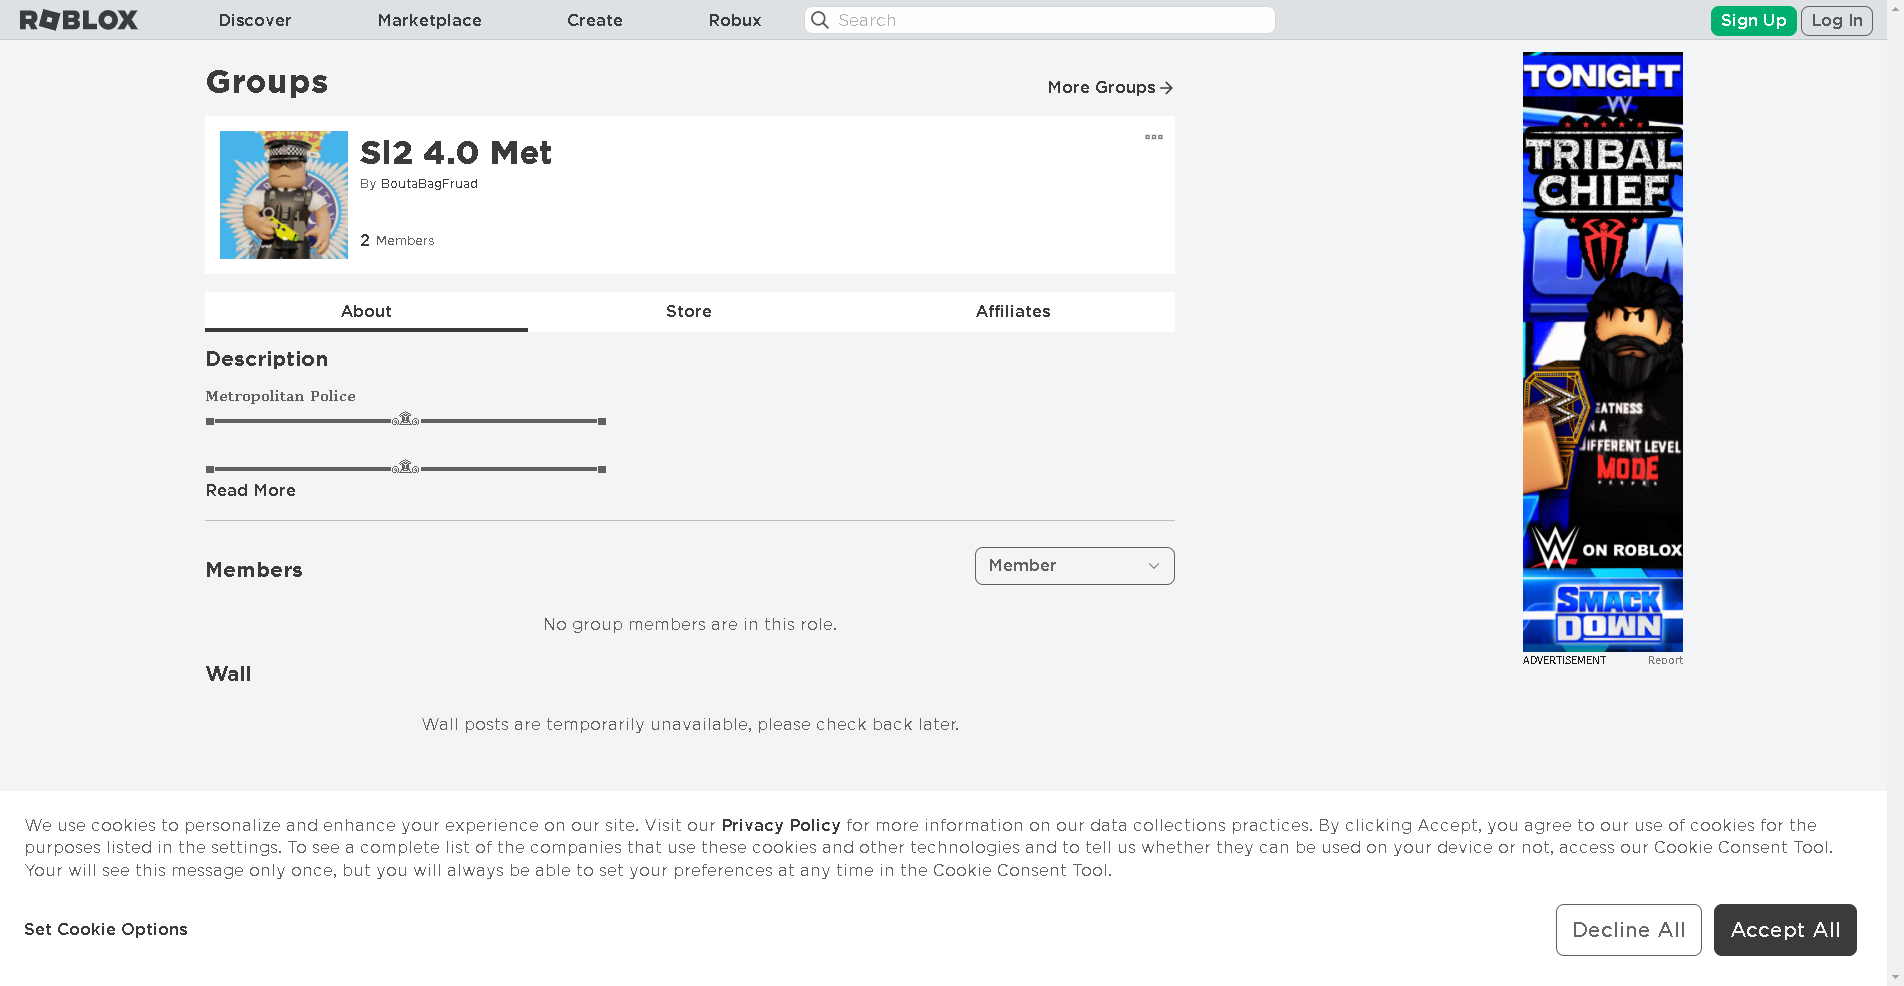 ROBLOX
Discover
Marketplace
Create
Robux
Search
Sign Up
Log In
Groups
More Groups
Sl2 4.0 Met
By BoutaBagFruad
2 Members
About
Store
Affiliates
Description
Metropolitan Police
Read More
Members
Member
No group members are in this role.
Wall
Wall posts are temporarily unavailable, please check back later.
TONIGHT
W
TRIBAL
CHIEF
EATNESS
N A
IFFERENT LEVEL
MODE
W ON ROBLOX
SMACK
DOWN
ADVERTISEMENT
Report
We use cookies to personalize and enhance your experience on our site. Visit our Privacy Policy for more information on our data collections practices. By clicking Accept, you agree to our use of cookies for the
purposes listed in the settings. To see a complete list of the companies that use these cookies and other technologies and to tell us whether they can be used on your device or not, access our Cookie Consent Tool.
Your will see this message only once, but you will always be able to set your preferences at any time in the Cookie Consent Tool.
Set Cookie Options
Decline All
Accept All